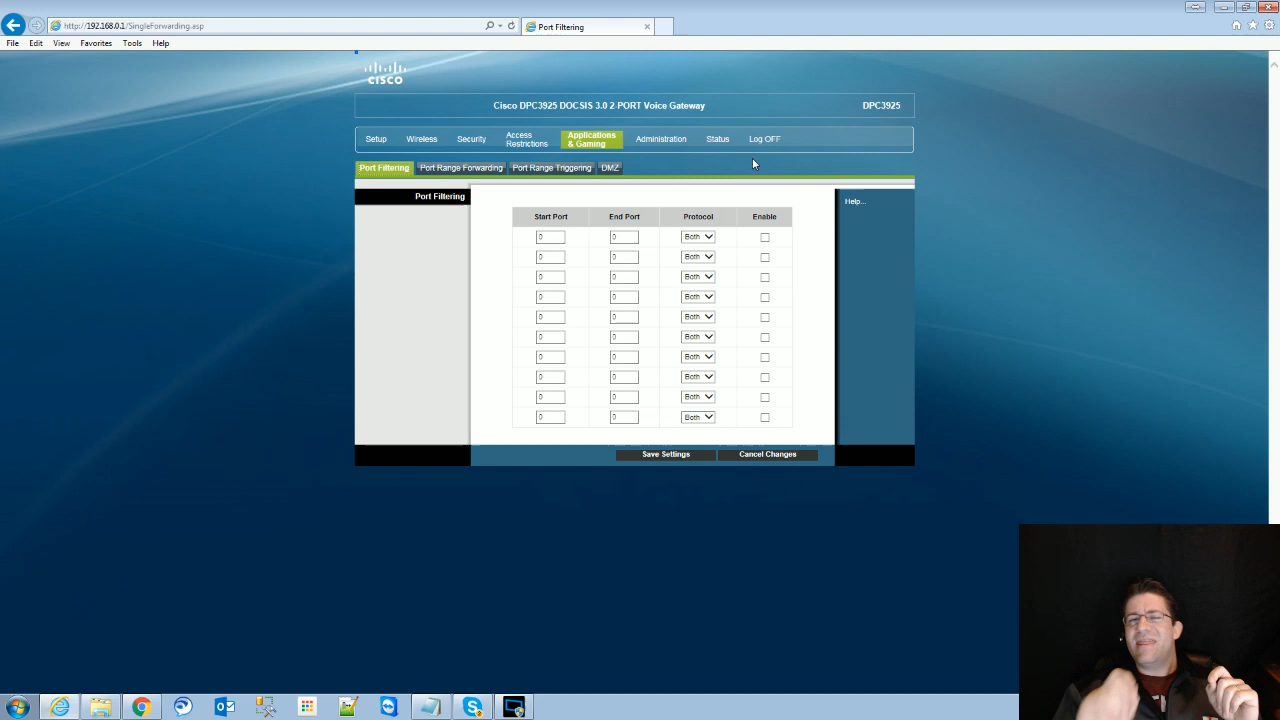 http://192.168.0.1/SingleForwarding.asp
Port Filtering
File Edit View Favorites Tools Help
CISCO
Cisco DPC3925 DOCSIS 3.0 2-PORT Voice Gateway DPC3925
Setup Wireless Security Access Restrictions Applications & Gaming Administration Status Log OFF
Port Filtering Port Range Forwarding Port Range Triggering DMZ
Port Filtering
Help...
Start Port End Port Protocol Enable
0 0 Both
0 0 Both
0 0 Both
0 0 Both
0 0 Both
0 0 Both
0 0 Both
0 0 Both
0 0 Both
0 0 Both
Save Settings Cancel Changes